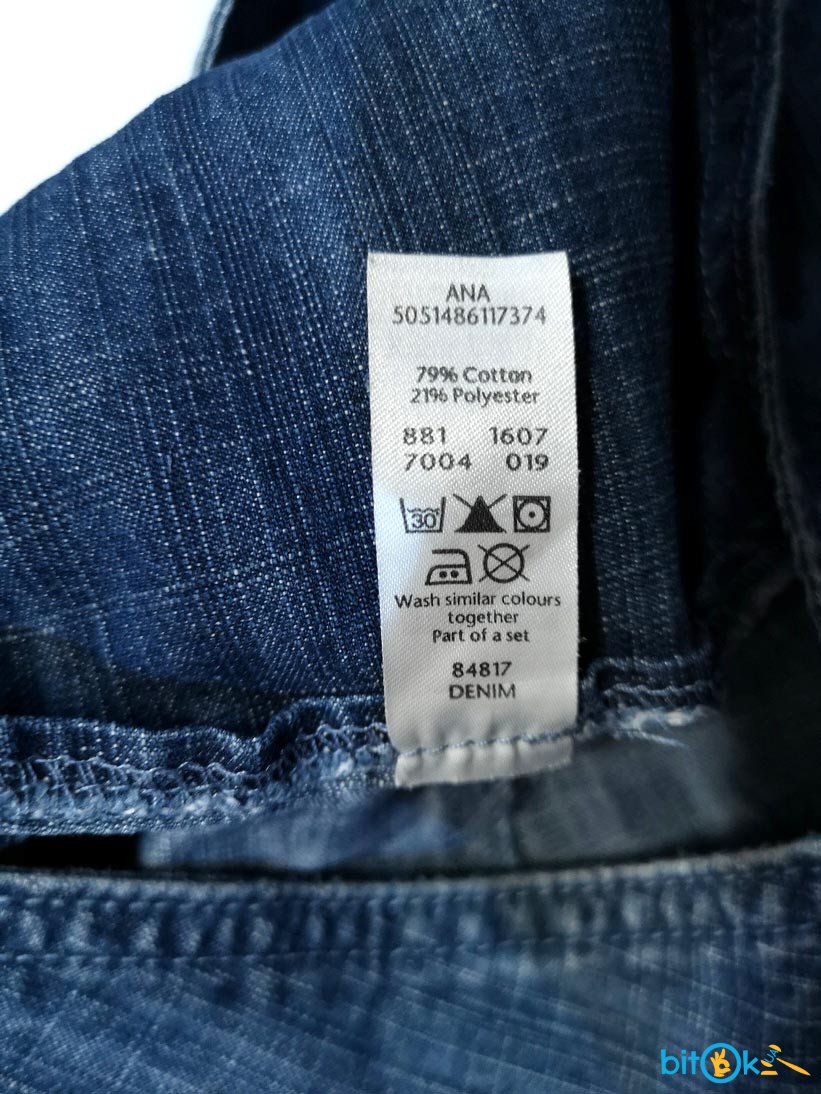 ANA
5051486117374
79% Cotton
21% Polyester
881 1607
7004 019
30
Wash similar colours
together
Part of a set
84817
DENIM
bitOk
UA